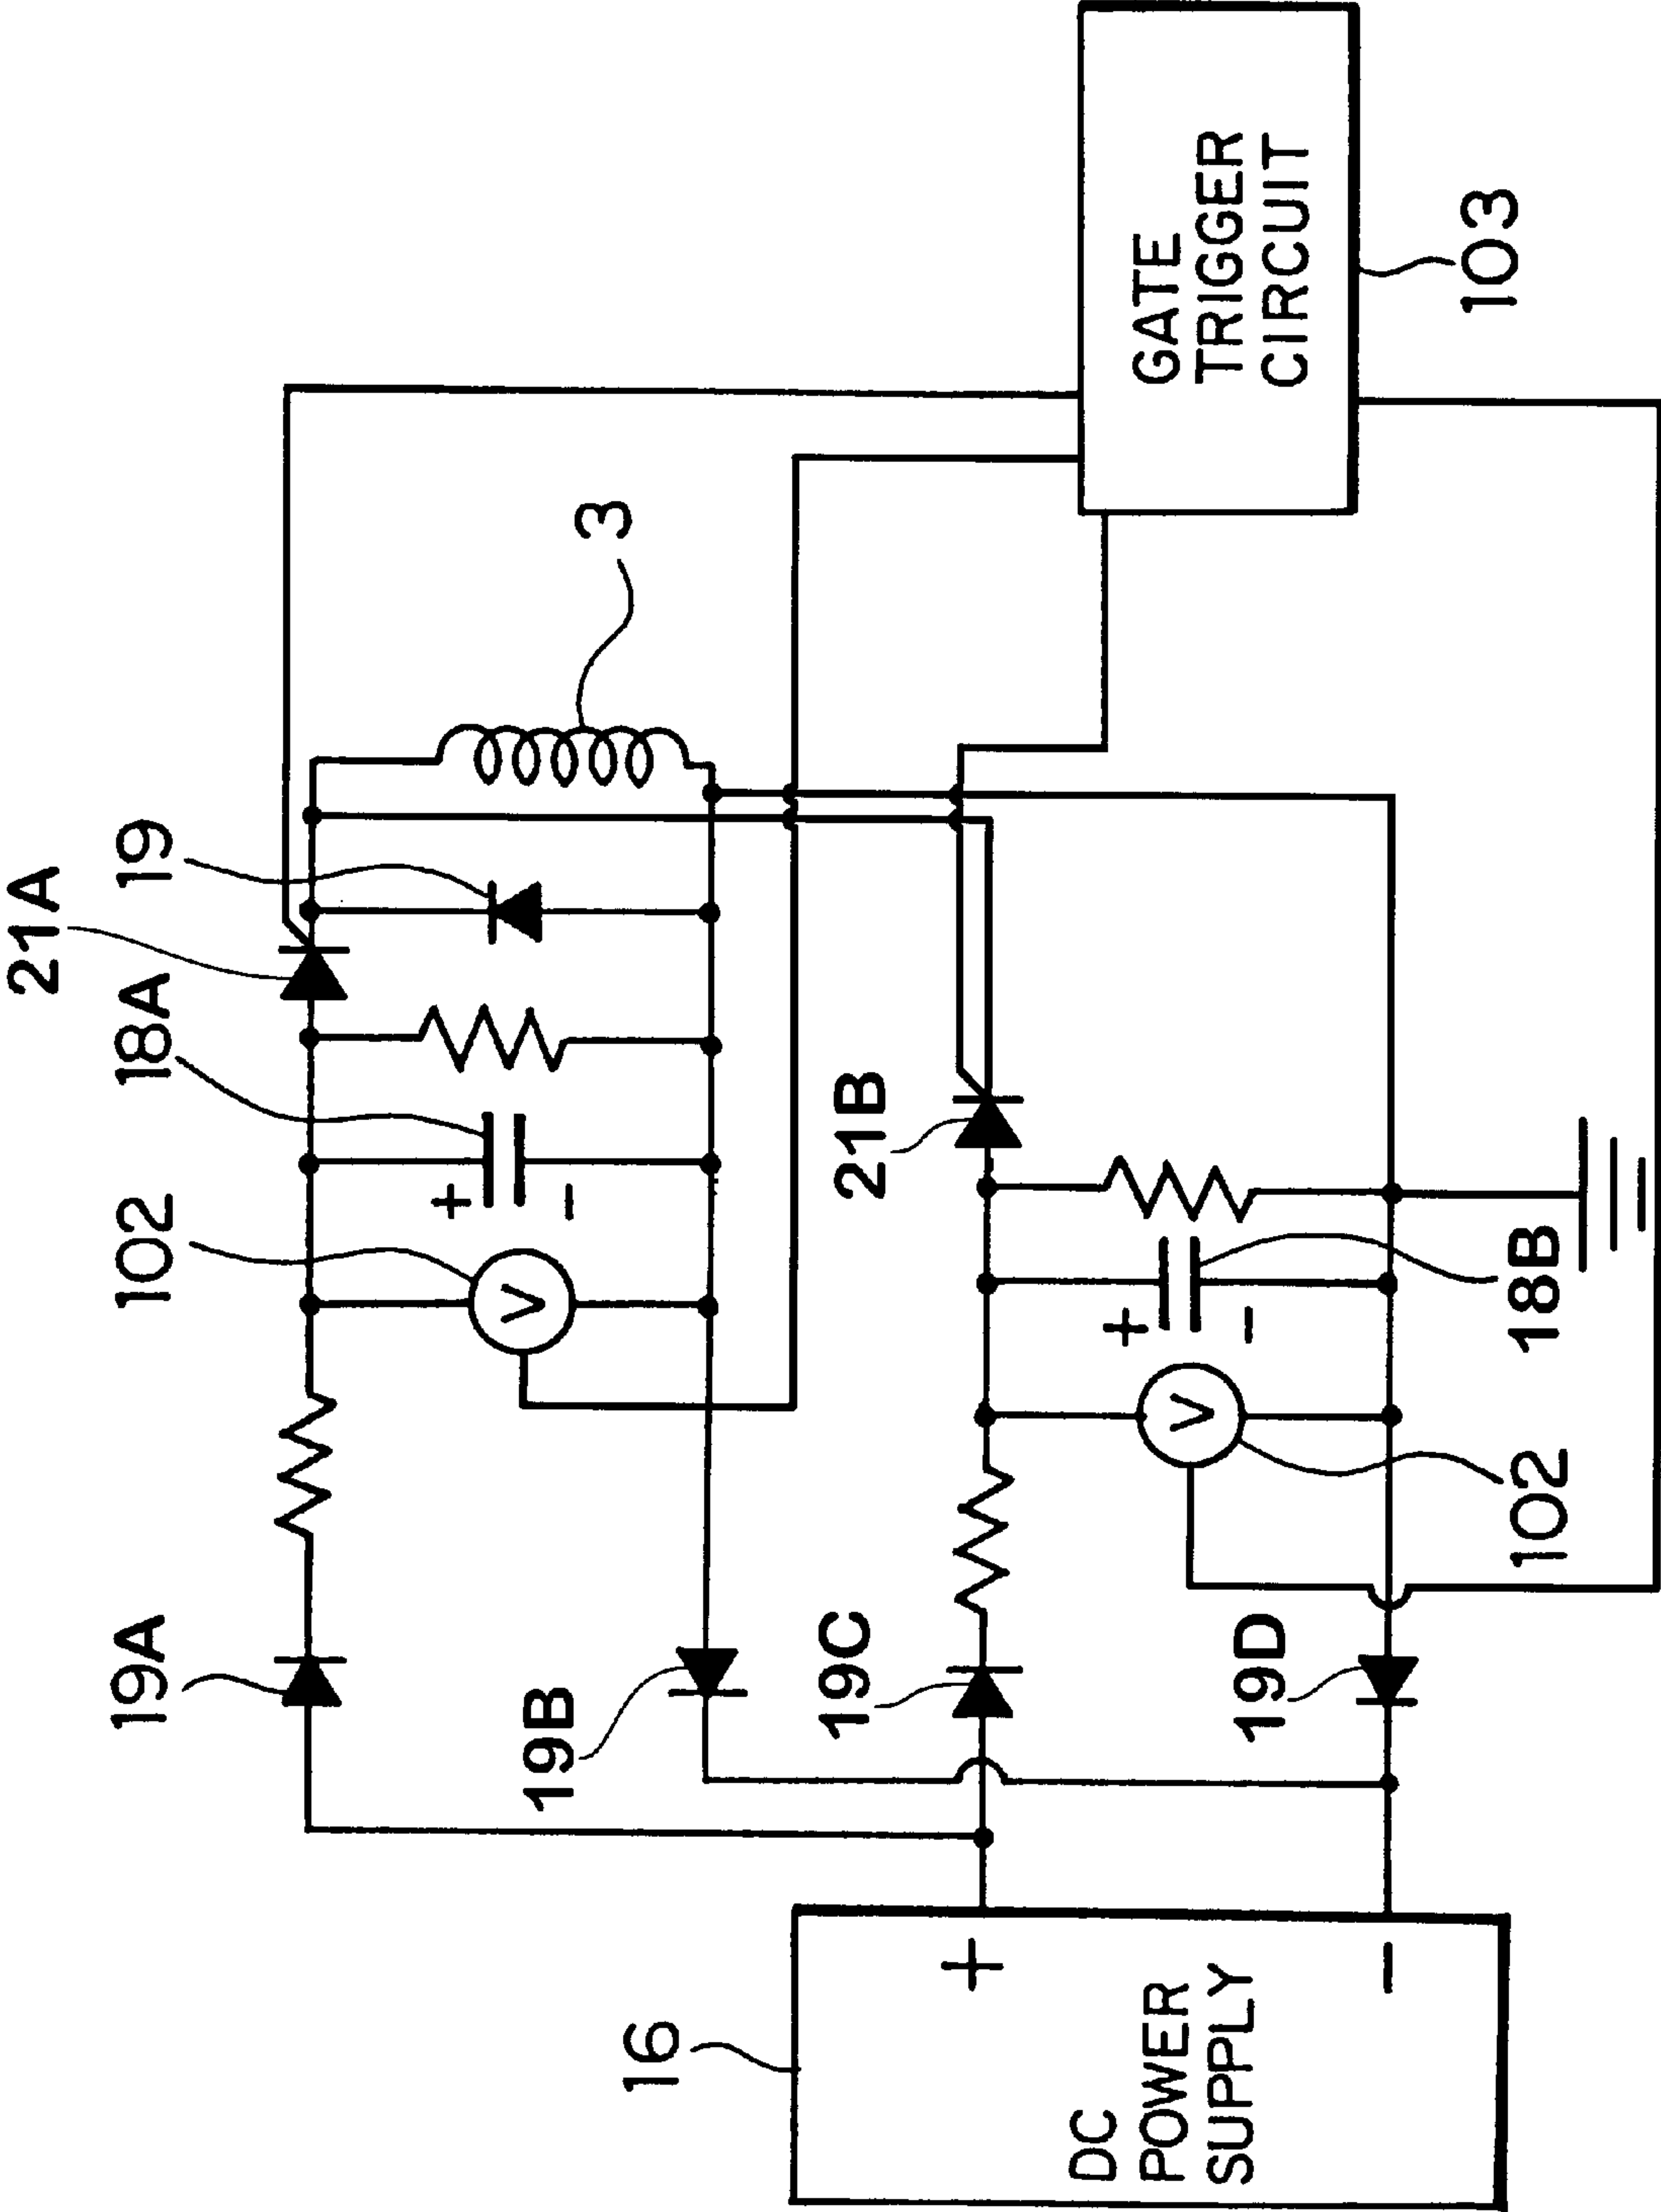 21A
19
18A
102
19A
3
+
-
V
19B
21B
19C
+
-
V
18B
102
19D
16
DC
POWER
SUPPLY
+
-
GATE
TRIGGER
CIRCUIT
103